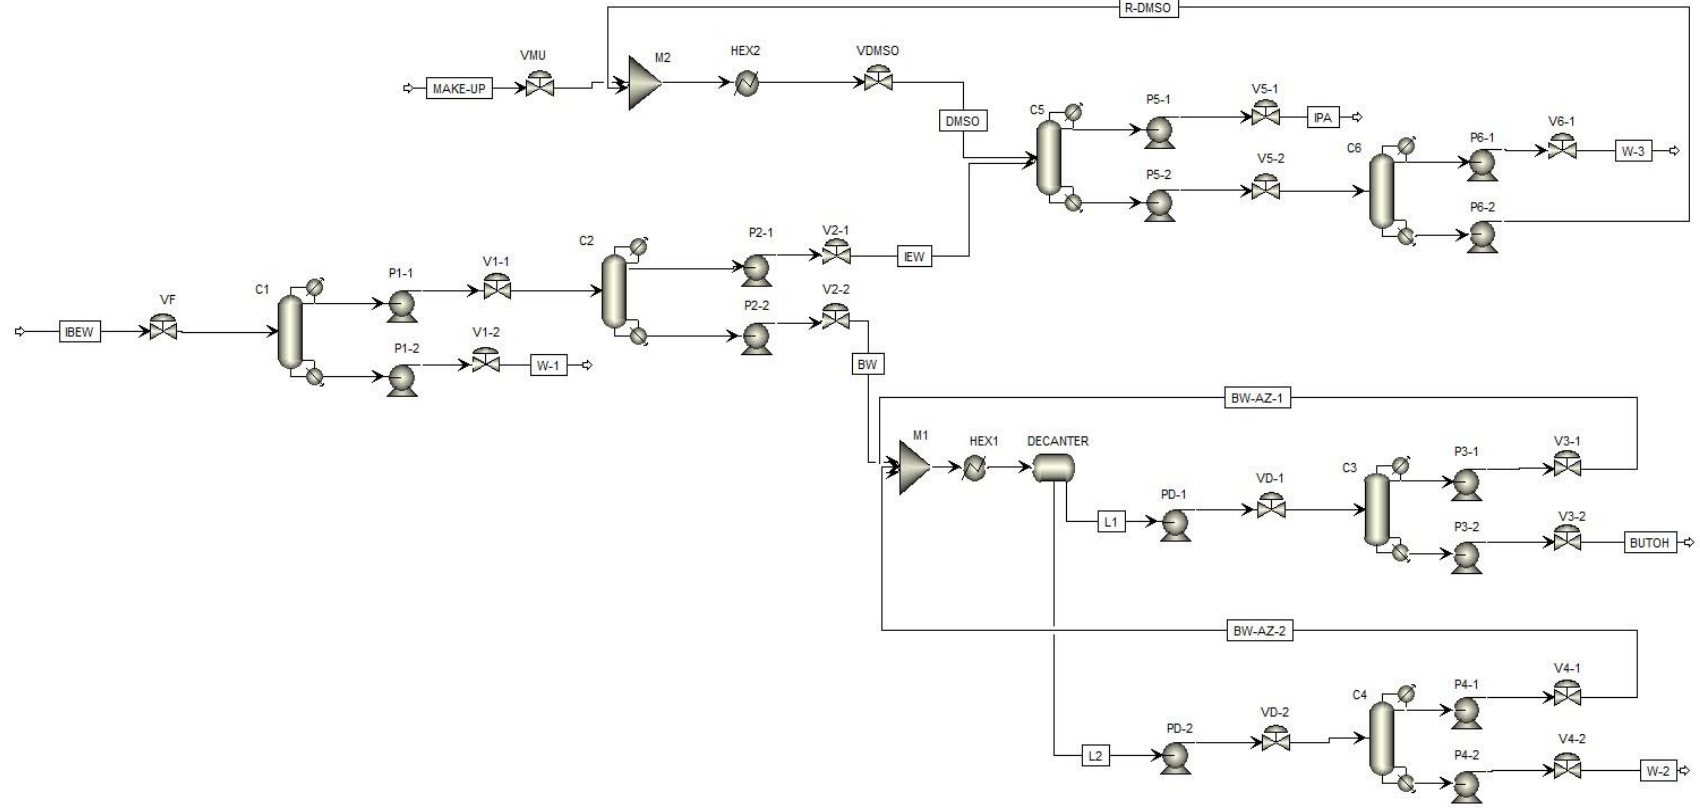 R-DMSO
VMU
M2
HEX2
VDMSO
MAKE-UP
DMSO
C5
P5-1
V5-1
IPA
P5-2
V5-2
C6
P6-1
V6-1
W-3
P6-2
C2
P2-1
V2-1
IEW
P2-2
V2-2
BW
VF
C1
IBEW
P1-1
V1-1
P1-2
V1-2
W-1
BW-AZ-1
M1
HEX1
DECANTER
L1
PD-1
VD-1
C3
P3-1
V3-1
P3-2
V3-2
BUTOH
BW-AZ-2
L2
PD-2
VD-2
C4
P4-1
V4-1
P4-2
V4-2
W-2